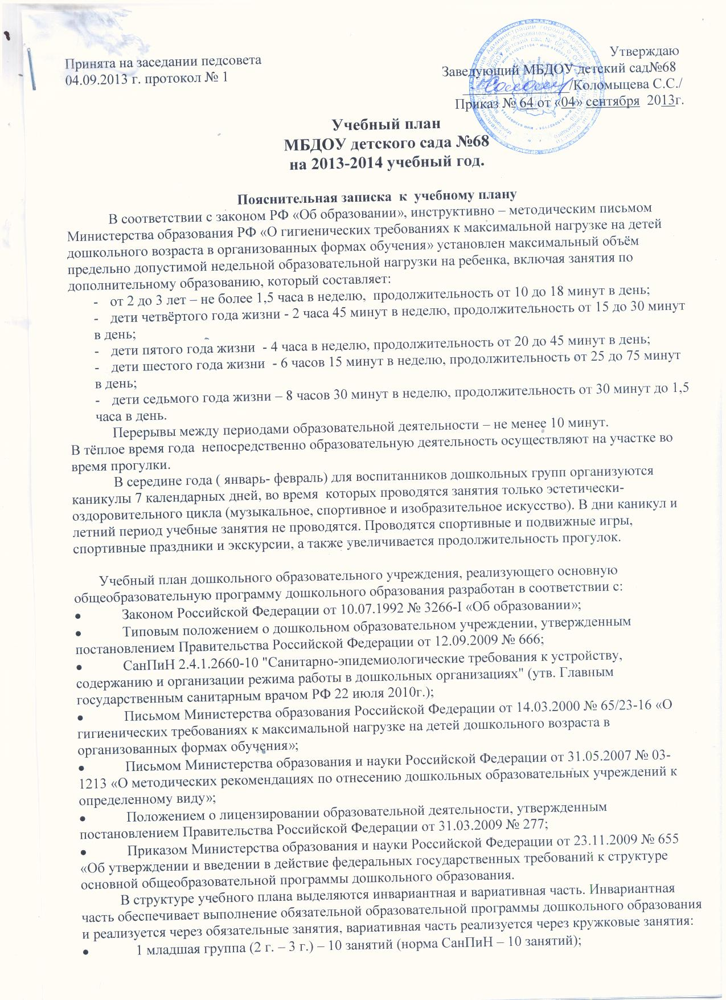 Утверждаю
Принята на заседании педсовета
Заведующий МБДОУ детский сад№68
04.09.2013 г. протокол № 1
/Коломыцева С.С./
Приказ № 64 от «04» сентября 2013г.
Учебный план
МБДОУ детского сада №68
на 2013-2014 учебный год.
Пояснительная записка к учебному плану
В соответствии с законом РФ «Об образовании», инструктивно – методическим письмом
Министерства образования РФ «О гигиенических требованиях к максимальной нагрузке на детей
дошкольного возраста в организованных формах обучения» установлен максимальный объём
предельно допустимой недельной образовательной нагрузки на ребенка, включая занятия по
дополнительному образованию, который составляет:
- от 2 до 3 лет – не более 1,5 часа в неделю, продолжительность от 10 до 18 минут в день;
- дети четвёртого года жизни - 2 часа 45 минут в неделю, продолжительность от 15 до 30 минут
в день;
- дети пятого года жизни - 4 часа в неделю, продолжительность от 20 до 45 минут в день;
- дети шестого года жизни - 6 часов 15 минут в неделю, продолжительность от 25 до 75 минут
в день;
- дети седьмого года жизни – 8 часов 30 минут в неделю, продолжительность от 30 минут до 1,5
часа в день.
Перерывы между периодами образовательной деятельности – не менее 10 минут.
В тёплое время года непосредственно образовательную деятельность осуществляют на участке во
время прогулки.
В середине года ( январь- февраль) для воспитанников дошкольных групп организуются
каникулы 7 календарных дней, во время которых проводятся занятия только эстетически-
оздоровительного цикла (музыкальное, спортивное и изобразительное искусство). В дни каникул и
летний период учебные занятия не проводятся. Проводятся спортивные и подвижные игры,
спортивные праздники и экскурсии, а также увеличивается продолжительность прогулок.
Учебный план дошкольного образовательного учреждения, реализующего основную
общеобразовательную программу дошкольного образования разработан в соответствии с:
• Законом Российской Федерации от 10.07.1992 № 3266-I «Об образовании»;
• Типовым положением о дошкольном образовательном учреждении, утвержденным
постановлением Правительства Российской Федерации от 12.09.2009 № 666;
• СанПиН 2.4.1.2660-10 "Санитарно-эпидемиологические требования к устройству,
содержанию и организации режима работы в дошкольных организациях" (утв. Главным
государственным санитарным врачом РФ 22 июля 2010г.);
• Письмом Министерства образования Российской Федерации от 14.03.2000 № 65/23-16 «О
гигиенических требованиях к максимальной нагрузке на детей дошкольного возраста в
организованных формах обучения»;
• Письмом Министерства образования и науки Российской Федерации от 31.05.2007 № 03-
1213 «О методических рекомендациях по отнесению дошкольных образовательных учреждений к
определенному виду»;
• Положением о лицензировании образовательной деятельности, утвержденным
постановлением Правительства Российской Федерации от 31.03.2009 № 277;
• Приказом Министерства образования и науки Российской Федерации от 23.11.2009 № 655
«Об утверждении и введении в действие федеральных государственных требований к структуре
основной общеобразовательной программы дошкольного образования.
В структуре учебного плана выделяются инвариантная и вариативная часть. Инвариантная
часть обеспечивает выполнение обязательной образовательной программы дошкольного образования
и реализуется через обязательные занятия, вариативная часть реализуется через кружковые занятия:
• 1 младшая группа (2 г. – 3 г.) – 10 занятий (норма СанПиН – 10 занятий);